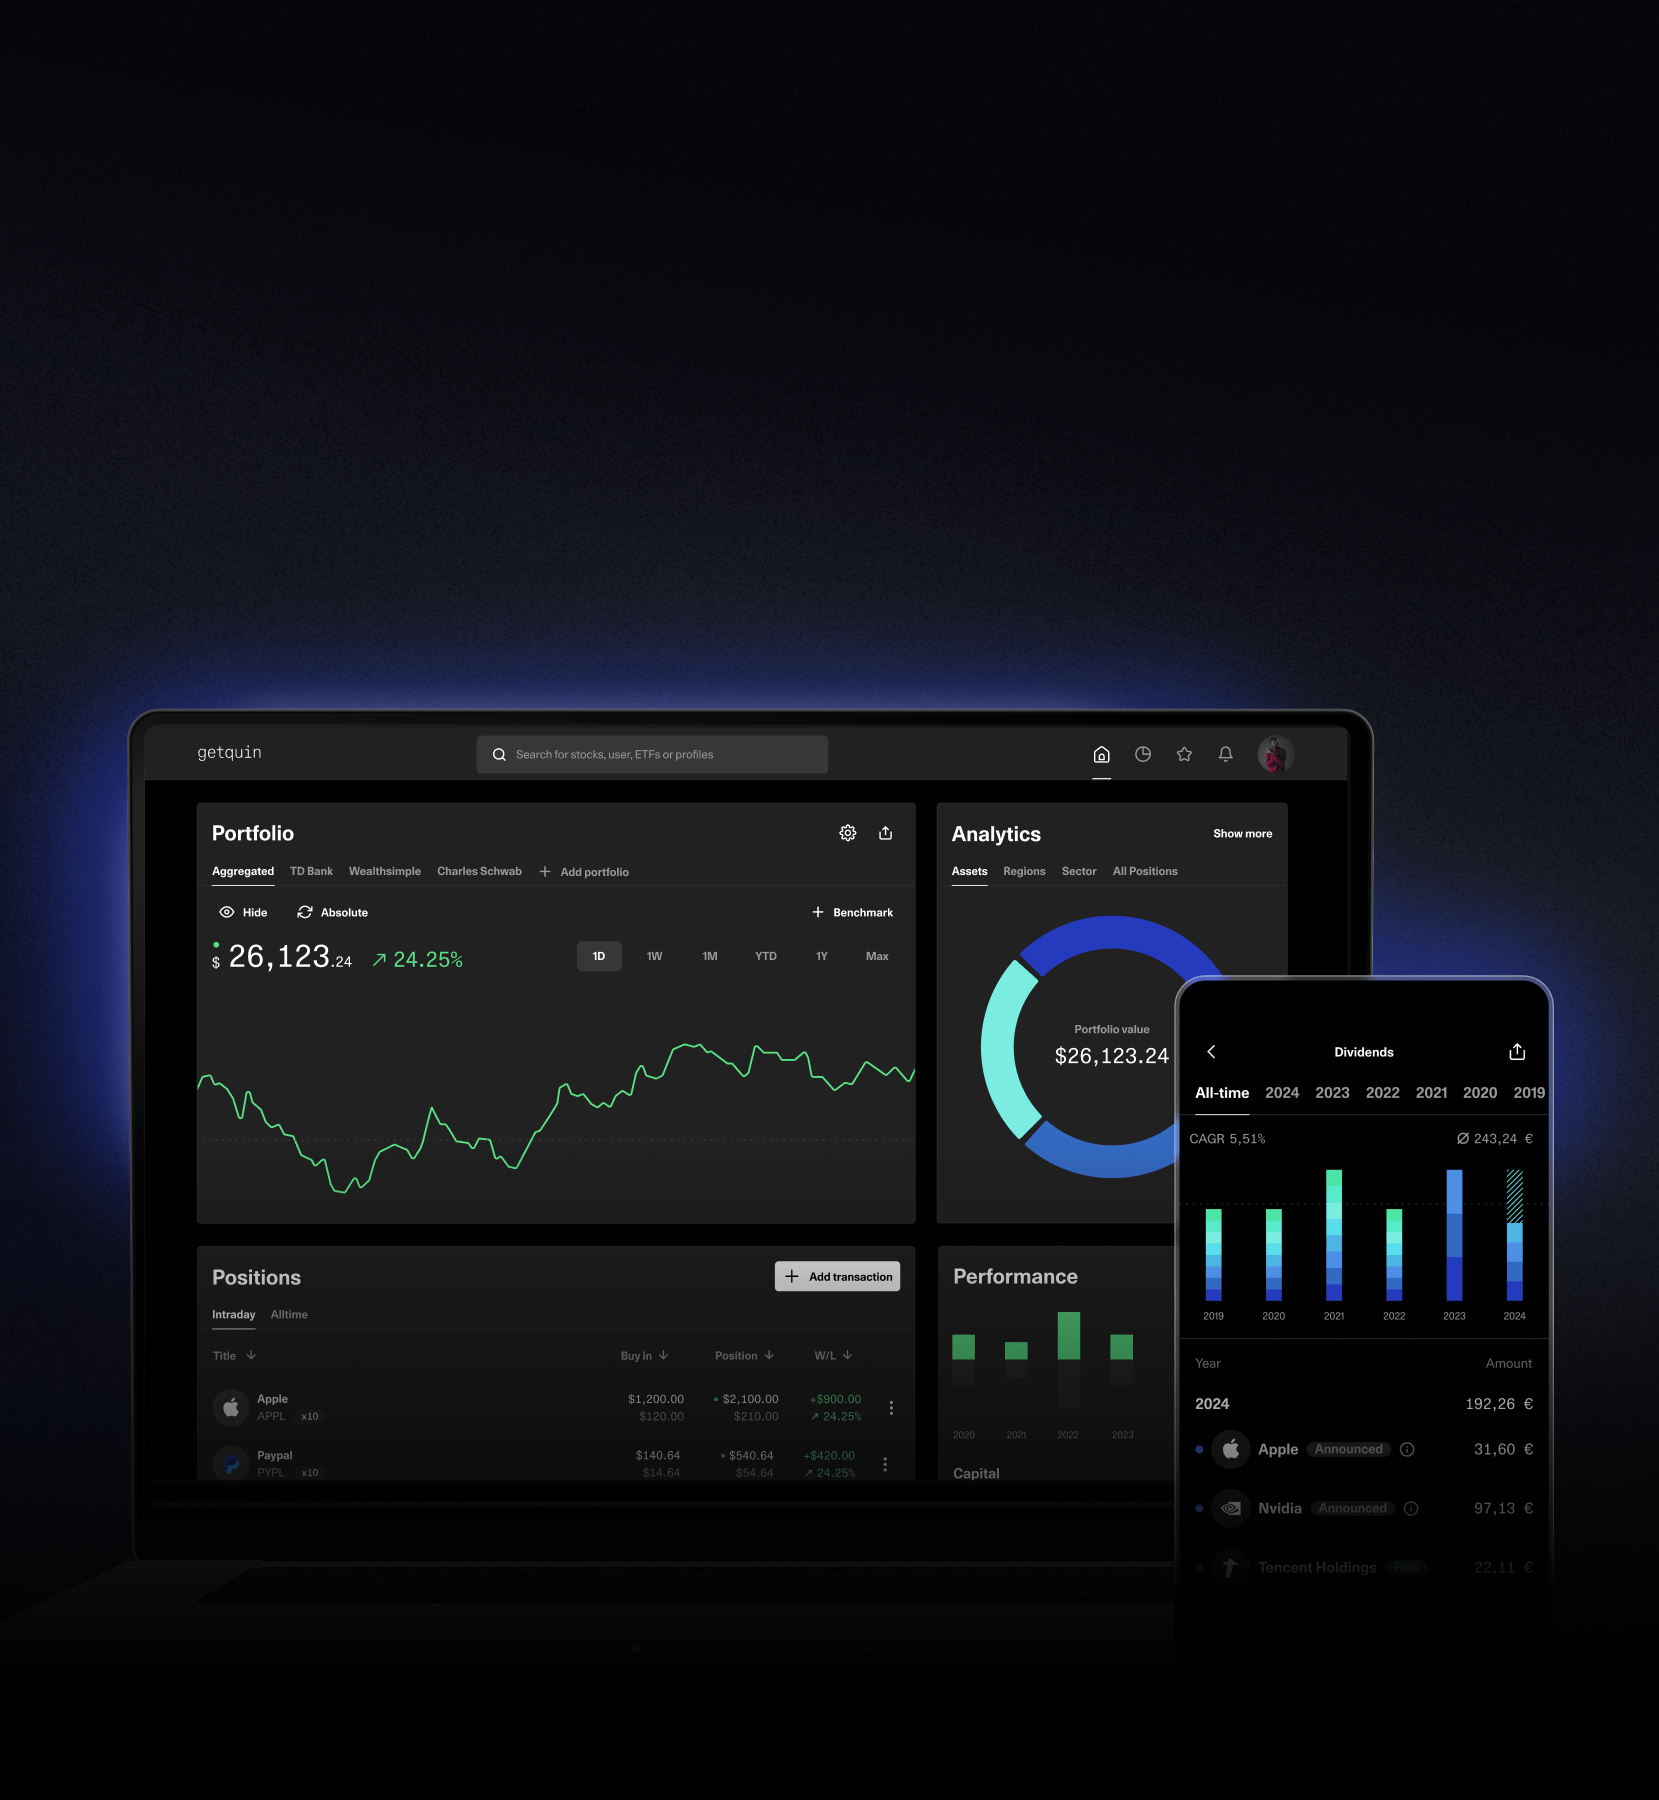 getquin
Search for stocks, user, ETFs or profiles
Portfolio
Aggregated TD Bank Wealthsimple Charles Schwab + Add portfolio
Hide Absolute + Benchmark
$ 26,123.24 ↗ 24.25% 1D 1W 1M YTD 1Y Max
Analytics Show more
Assets Regions Sector All Positions
Portfolio value
$26,123.24
Positions + Add transaction
Intraday Alltime
Title ↓ Buy in ↓ Position ↓ W/L ↓
Apple $1,200.00 $2,100.00 +$900.00
APPL x10 $120.00 $210.00 ↗ 24.25%
Paypal $140.64 $540.64 +$420.00
PYPL x10 $14.64 $54.64 ↗ 24.25%
Performance
2020 2021 2022 2023
Capital
Dividends
All-time 2024 2023 2022 2021 2020 2019
CAGR 5,51% Ø 243,24 €
2019 2020 2021 2022 2023 2024
Year Amount
2024 192,26 €
Apple Announced 31,60 €
Nvidia Announced 97,13 €
Tencent Holdings Paid 22,11 €